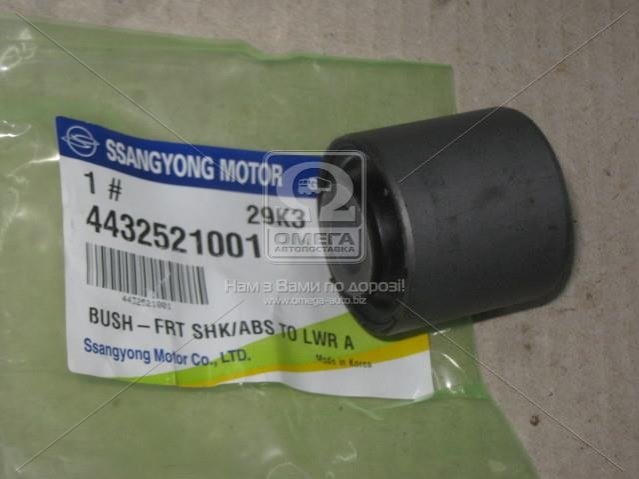 SSANGYONG MOTOR
1 #
29K3
4432521001
4432521001
BUSH-FRT SHK/ABS TO LWR A
Ssangyong Motor Co., LTD.
Made in Korea
ОМЕГА
АВТОПОСТАВКА
Нам з Вами по дорозі!
www.omega-auto.biz